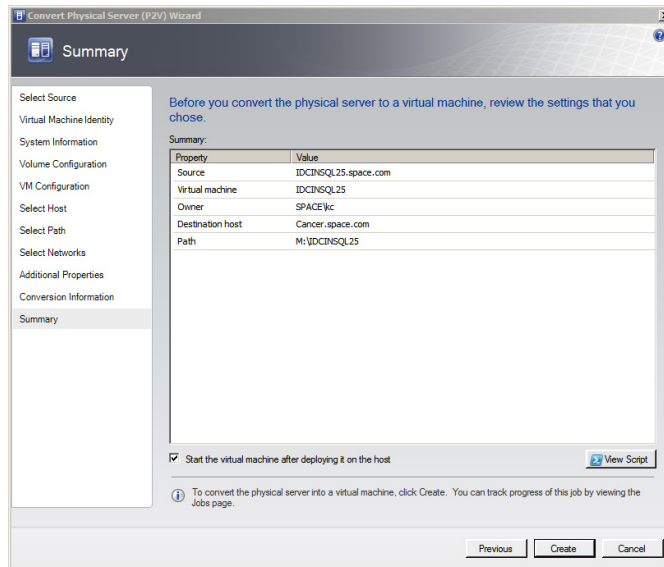 Convert Physical Server (P2V) Wizard
Summary
Select Source
Virtual Machine Identity
System Information
Volume Configuration
VM Configuration
Select Host
Select Path
Select Networks
Additional Properties
Conversion Information
Summary
Before you convert the physical server to a virtual machine, review the settings that you
chose.
Summary:
Property Value
Source IDCINSQL25.space.com
Virtual machine IDCINSQL25
Owner SPACE\kc
Destination host Cancer.space.com
Path M:\IDCINSQL25
Start the virtual machine after deploying it on the host
View Script
To convert the physical server into a virtual machine, click Create. You can track progress of this job by viewing the
Jobs page.
Previous Create Cancel